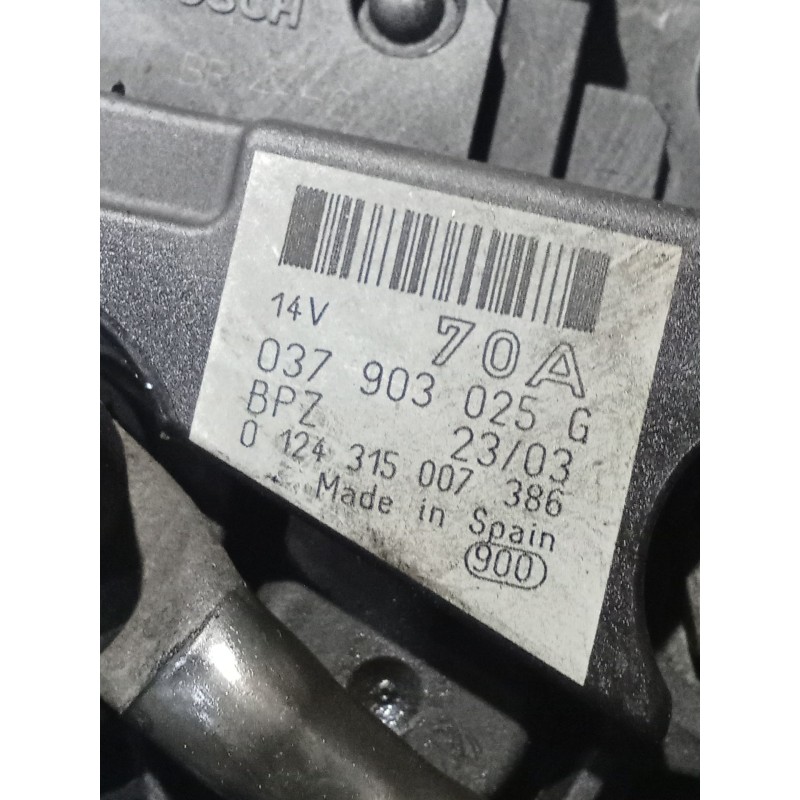 14V 70A
037 903 025 G
BPZ 23/03
0 124 315 007 386
Made in Spain
900